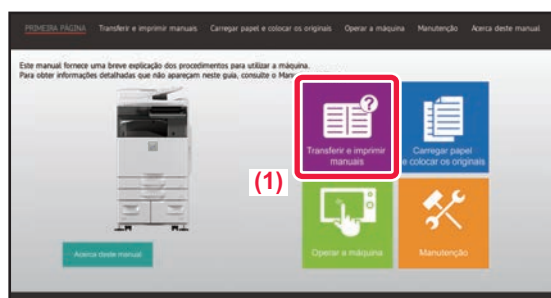 PRIMEIRA PÁGINA Transferir e imprimir manuais Carregar papel e colocar os originais Operar a máquina Manutenção Acerca deste manual
Este manual fornece uma breve explicação dos procedimentos para utilizar a máquina.
Para obter informações detalhadas que não apareçam neste guia, consulte o
Transferir e imprimir
manuais
Carregar papel
e colocar os originais
(1)
Operar a máquina
Manutenção
Acerca deste manual